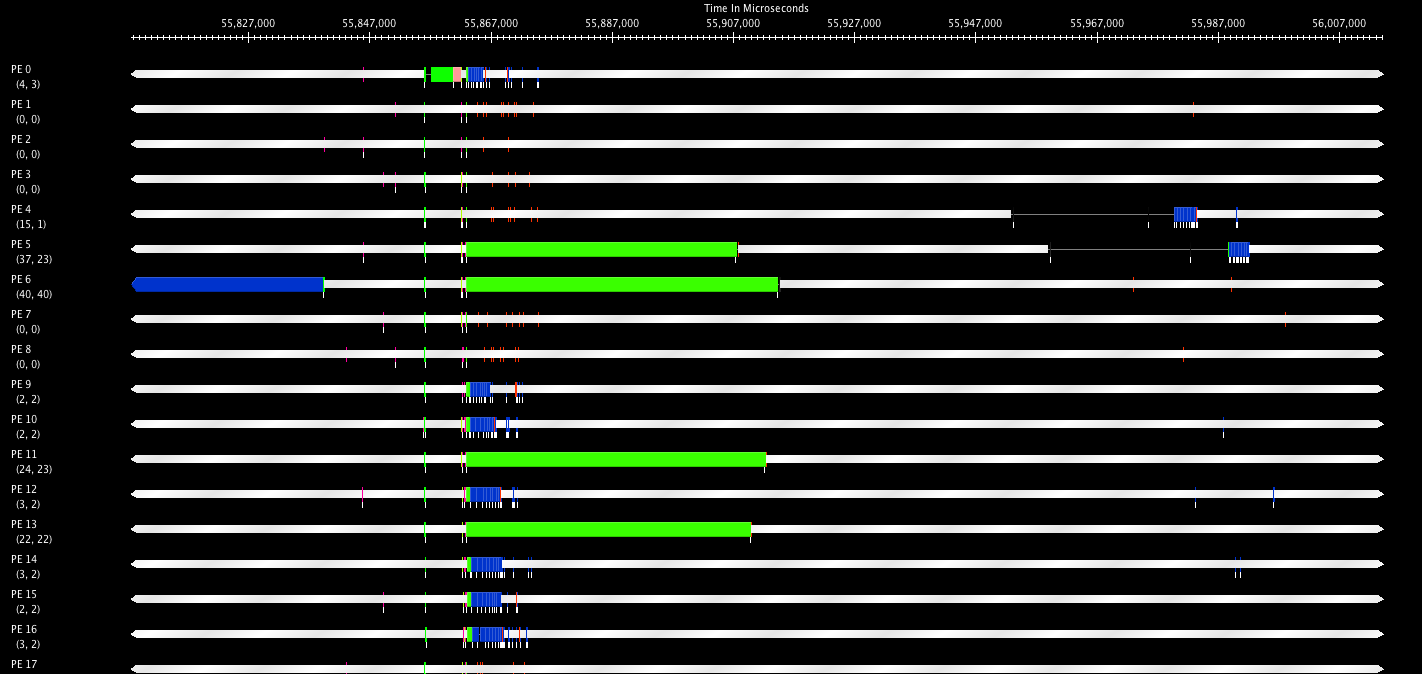 Time In Microseconds
55,827,000 55,847,000 55,867,000 55,887,000 55,907,000 55,927,000 55,947,000 55,967,000 55,987,000 56,007,000
PE 0
(4, 3)
PE 1
(0, 0)
PE 2
(0, 0)
PE 3
(0, 0)
PE 4
(15, 1)
PE 5
(37, 23)
PE 6
(40, 40)
PE 7
(0, 0)
PE 8
(0, 0)
PE 9
(2, 2)
PE 10
(2, 2)
PE 11
(24, 23)
PE 12
(3, 2)
PE 13
(22, 22)
PE 14
(3, 2)
PE 15
(2, 2)
PE 16
(3, 2)
PE 17